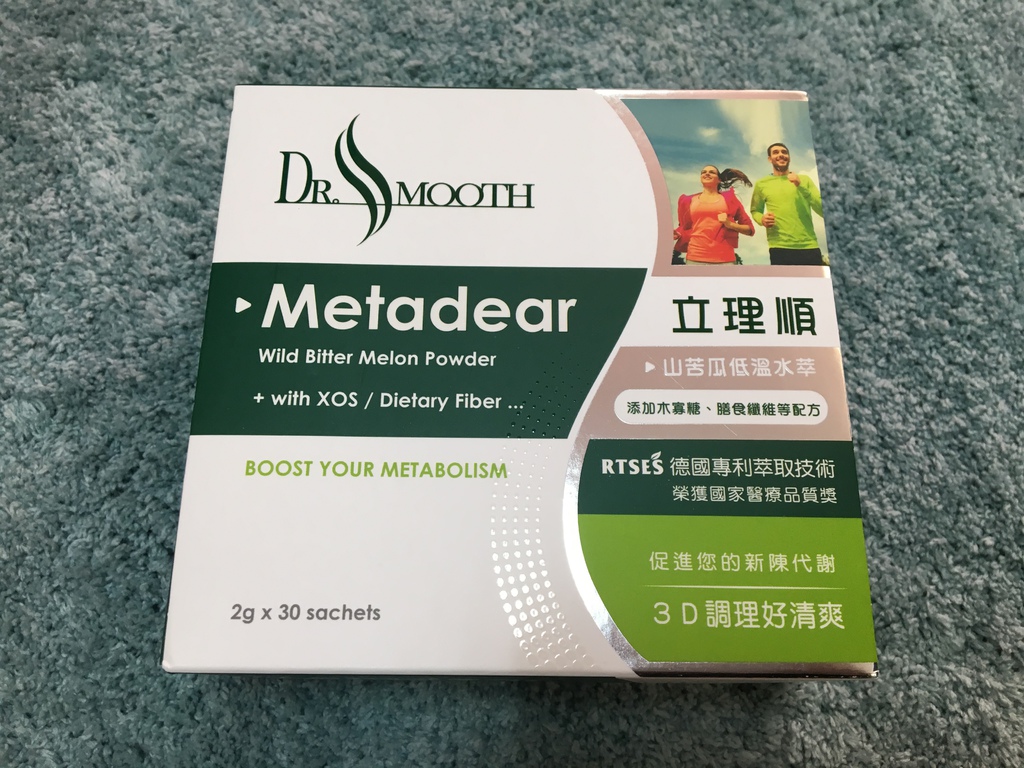 DR. SMOOTH
Metadear
Wild Bitter Melon Powder
+ with XOS / Dietary Fiber ...
BOOST YOUR METABOLISM
2g x 30 sachets
立理順
山苦瓜低溫水萃
添加木寡糖、膳食纖維等配方
RTSES 德國專利萃取技術
榮獲國家醫療品質獎
促進您的新陳代謝
3D調理好清爽